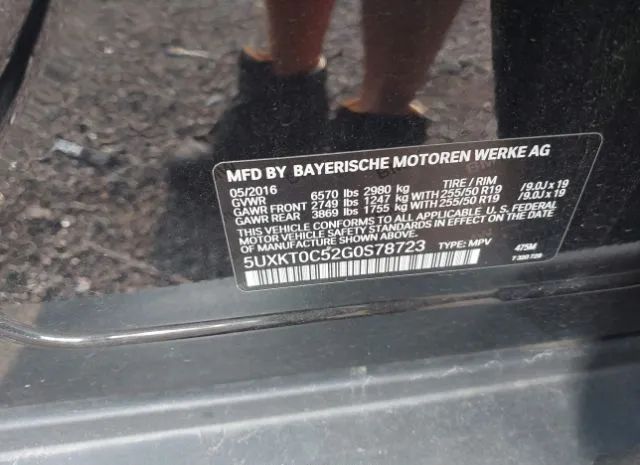 MFD BY BAYERISCHE MOTOREN WERKE AG
05/2016 TIRE / RIM
GVWR 6570 lbs 2980 kg
GAWR FRONT 2749 lbs 1247 kg WITH 255/50 R19 /9.0J x 19
GAWR REAR 3869 lbs 1755 kg WITH 255/50 R19 /9.0J x 19
THIS VEHICLE CONFORMS TO ALL APPLICABLE U.S. FEDERAL
MOTOR VEHICLE SAFETY STANDARDS IN EFFECT ON THE
DATE OF MANUFACTURE SHOWN ABOVE.
5UXKT0C52G0S78723 TYPE: MPV 475M